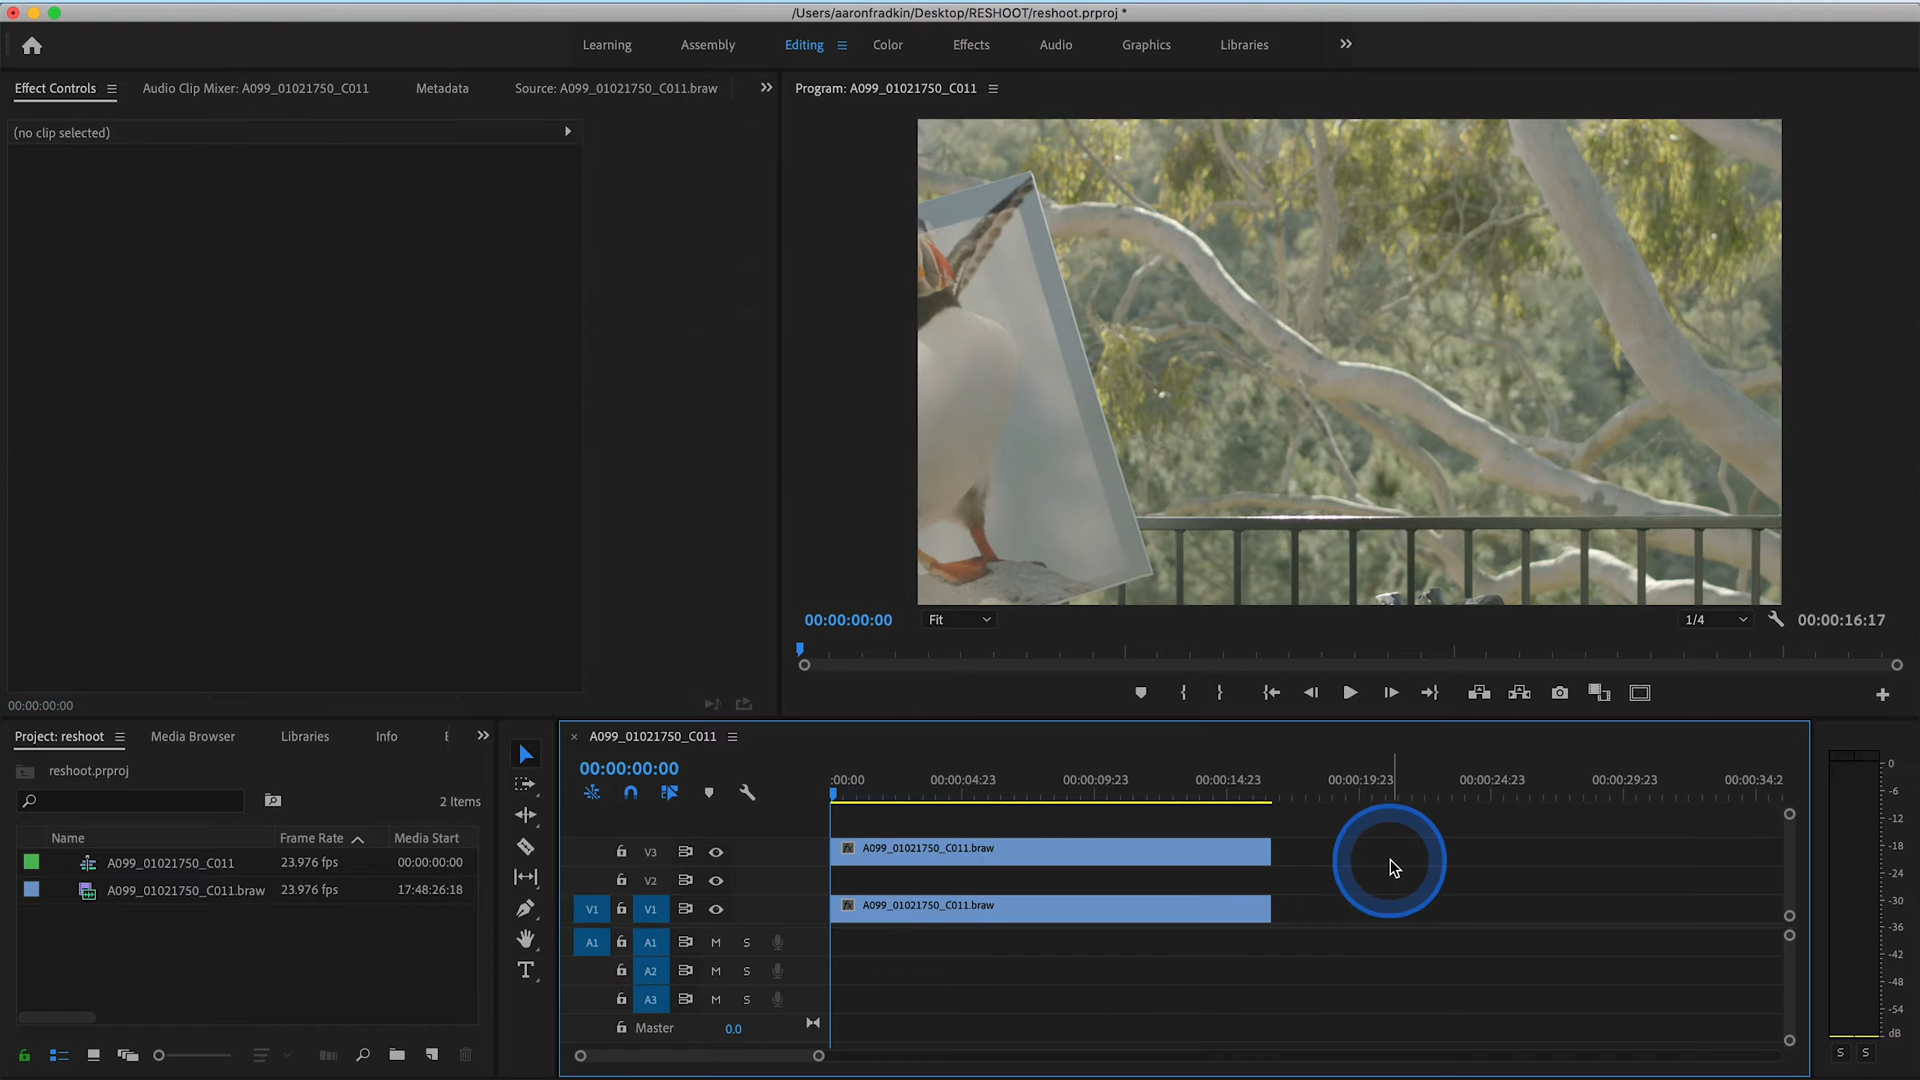 /Users/aaronfradkin/Desktop/RESHOOT/reshoot.prproj *
Learning
Assembly
Editing
Color
Effects
Audio
Graphics
Libraries
Effect Controls
Audio Clip Mixer: A099_01021750_C011
Metadata
Source: A099_01021750_C011.braw
Program: A099_01021750_C011
(no clip selected)
00:00:00:00
Fit
1/4
00:00:16:17
00:00:00:00
Project: reshoot
Media Browser
Libraries
Info
reshoot.prproj
2 Items
Name
Frame Rate
Media Start
A099_01021750_C011
23.976 fps
00:00:00:00
A099_01021750_C011.braw
23.976 fps
17:48:26:18
T
A099_01021750_C011
00:00:00:00
:00:00
00:00:04:23
00:00:09:23
00:00:14:23
00:00:19:23
00:00:24:23
00:00:29:23
00:00:34:2
V3
fx
A099_01021750_C011.braw
V2
V1
V1
fx
A099_01021750_C011.braw
A1
A1
M
S
A2
M
S
A3
M
S
Master
0.0
0
-6
-12
-18
-24
-30
-36
-42
-48
-54
dB
S
S